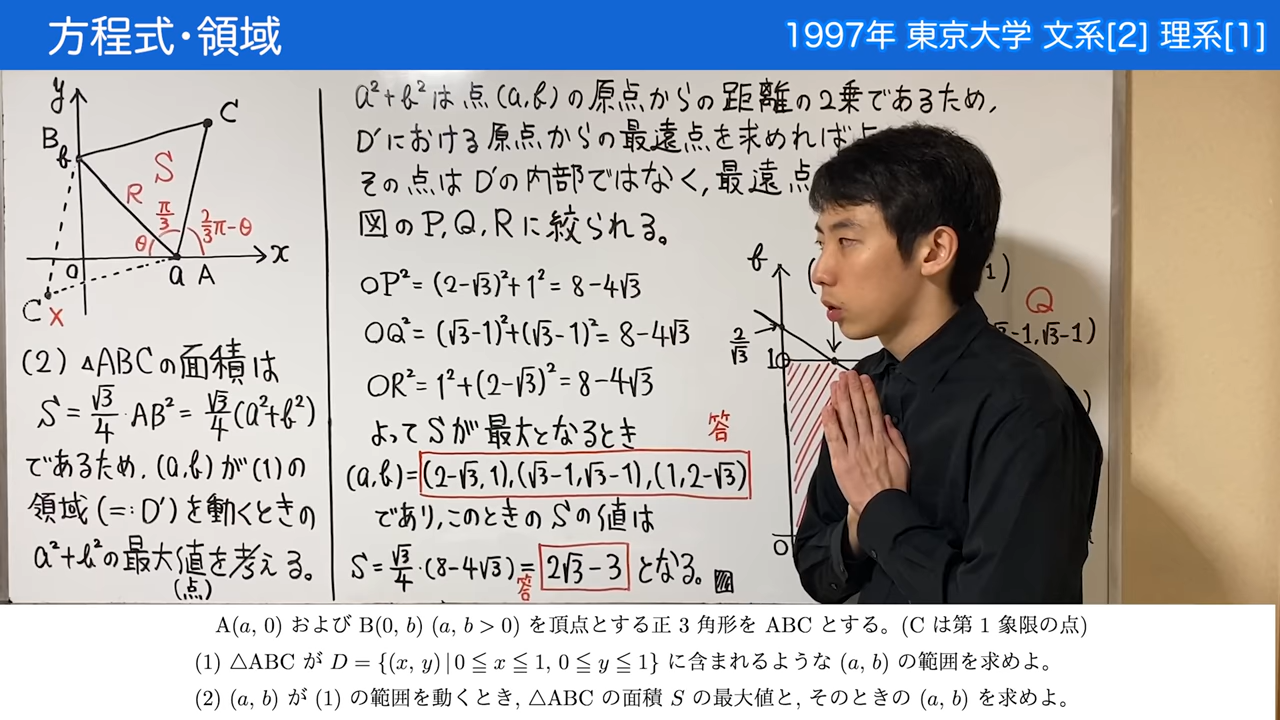 方程式・領域
1997年 東京大学 文系[2] 理系[1]
y
B
b
C
S
R
π/3
θ
2/3π-θ
O
a A
x
C' X
(2) △ABCの面積は
S = √3/4・AB² = √3/4(a²+b²)
であるため, (a,b)が(1)の
領域(=:D')を動くときの
a²+b²の最大値を考える。
(点)
a²+b²は点(a,b)の原点からの距離の2乗であるため,
D'における原点からの最遠点を求めれば
その点はD'の内部ではなく, 最遠点
図のP,Q,Rに絞られる。
OP² = (2-√3)²+1² = 8-4√3
OQ² = (√3-1)²+(√3-1)² = 8-4√3
OR² = 1²+(2-√3)² = 8-4√3
よってSが最大となるとき
答
(a,b)=(2-√3,1),(√3-1,√3-1),(1,2-√3)
であり,このときのSの値は
S = √3/4・(8-4√3) = 2√3-3 となる。
答
b
1)
Q
-1,√3-1)
2/√3
1
O
A(a, 0) および B(0, b) (a, b > 0) を頂点とする正 3 角形を ABC とする。(C は第 1 象限の点)
(1) △ABC が D = {(x, y) | 0 ≦ x ≦ 1, 0 ≦ y ≦ 1} に含まれるような (a, b) の範囲を求めよ。
(2) (a, b) が (1) の範囲を動くとき, △ABC の面積 S の最大値と, そのときの (a, b) を求めよ。